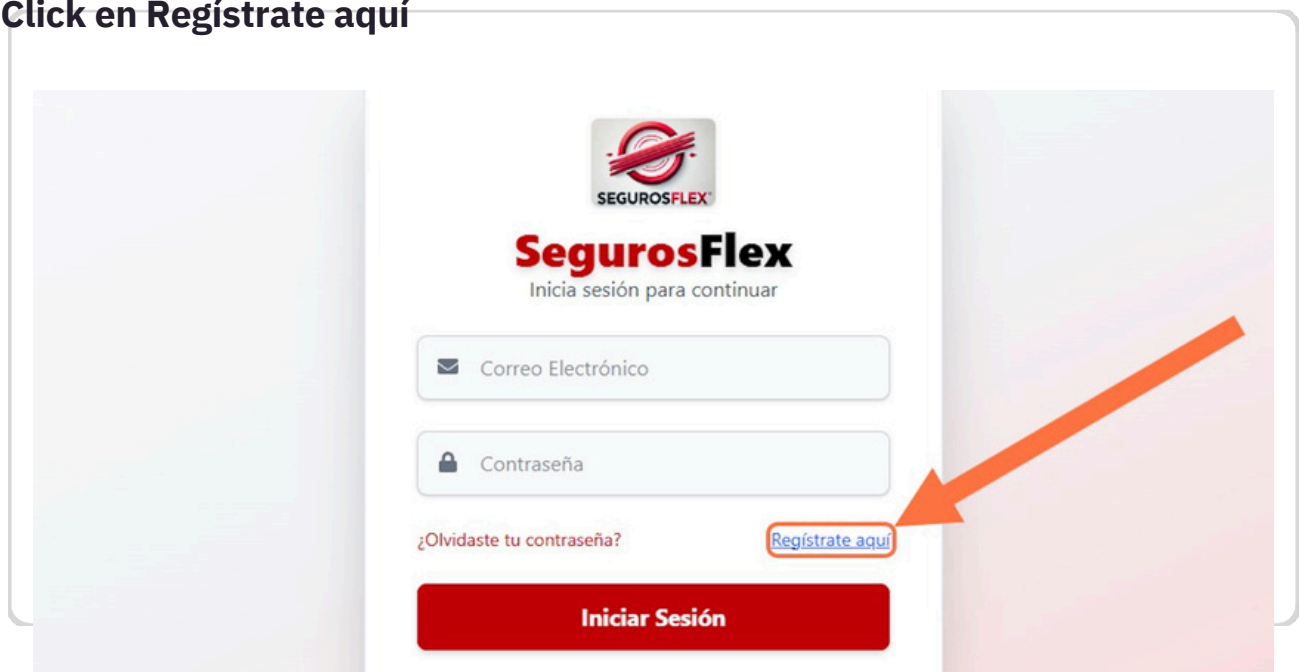 Click en Regístrate aquí
SEGUROSFLEX
SegurosFlex
Inicia sesión para continuar
Correo Electrónico
Contraseña
¿Olvidaste tu contraseña? Regístrate aquí
Iniciar Sesión